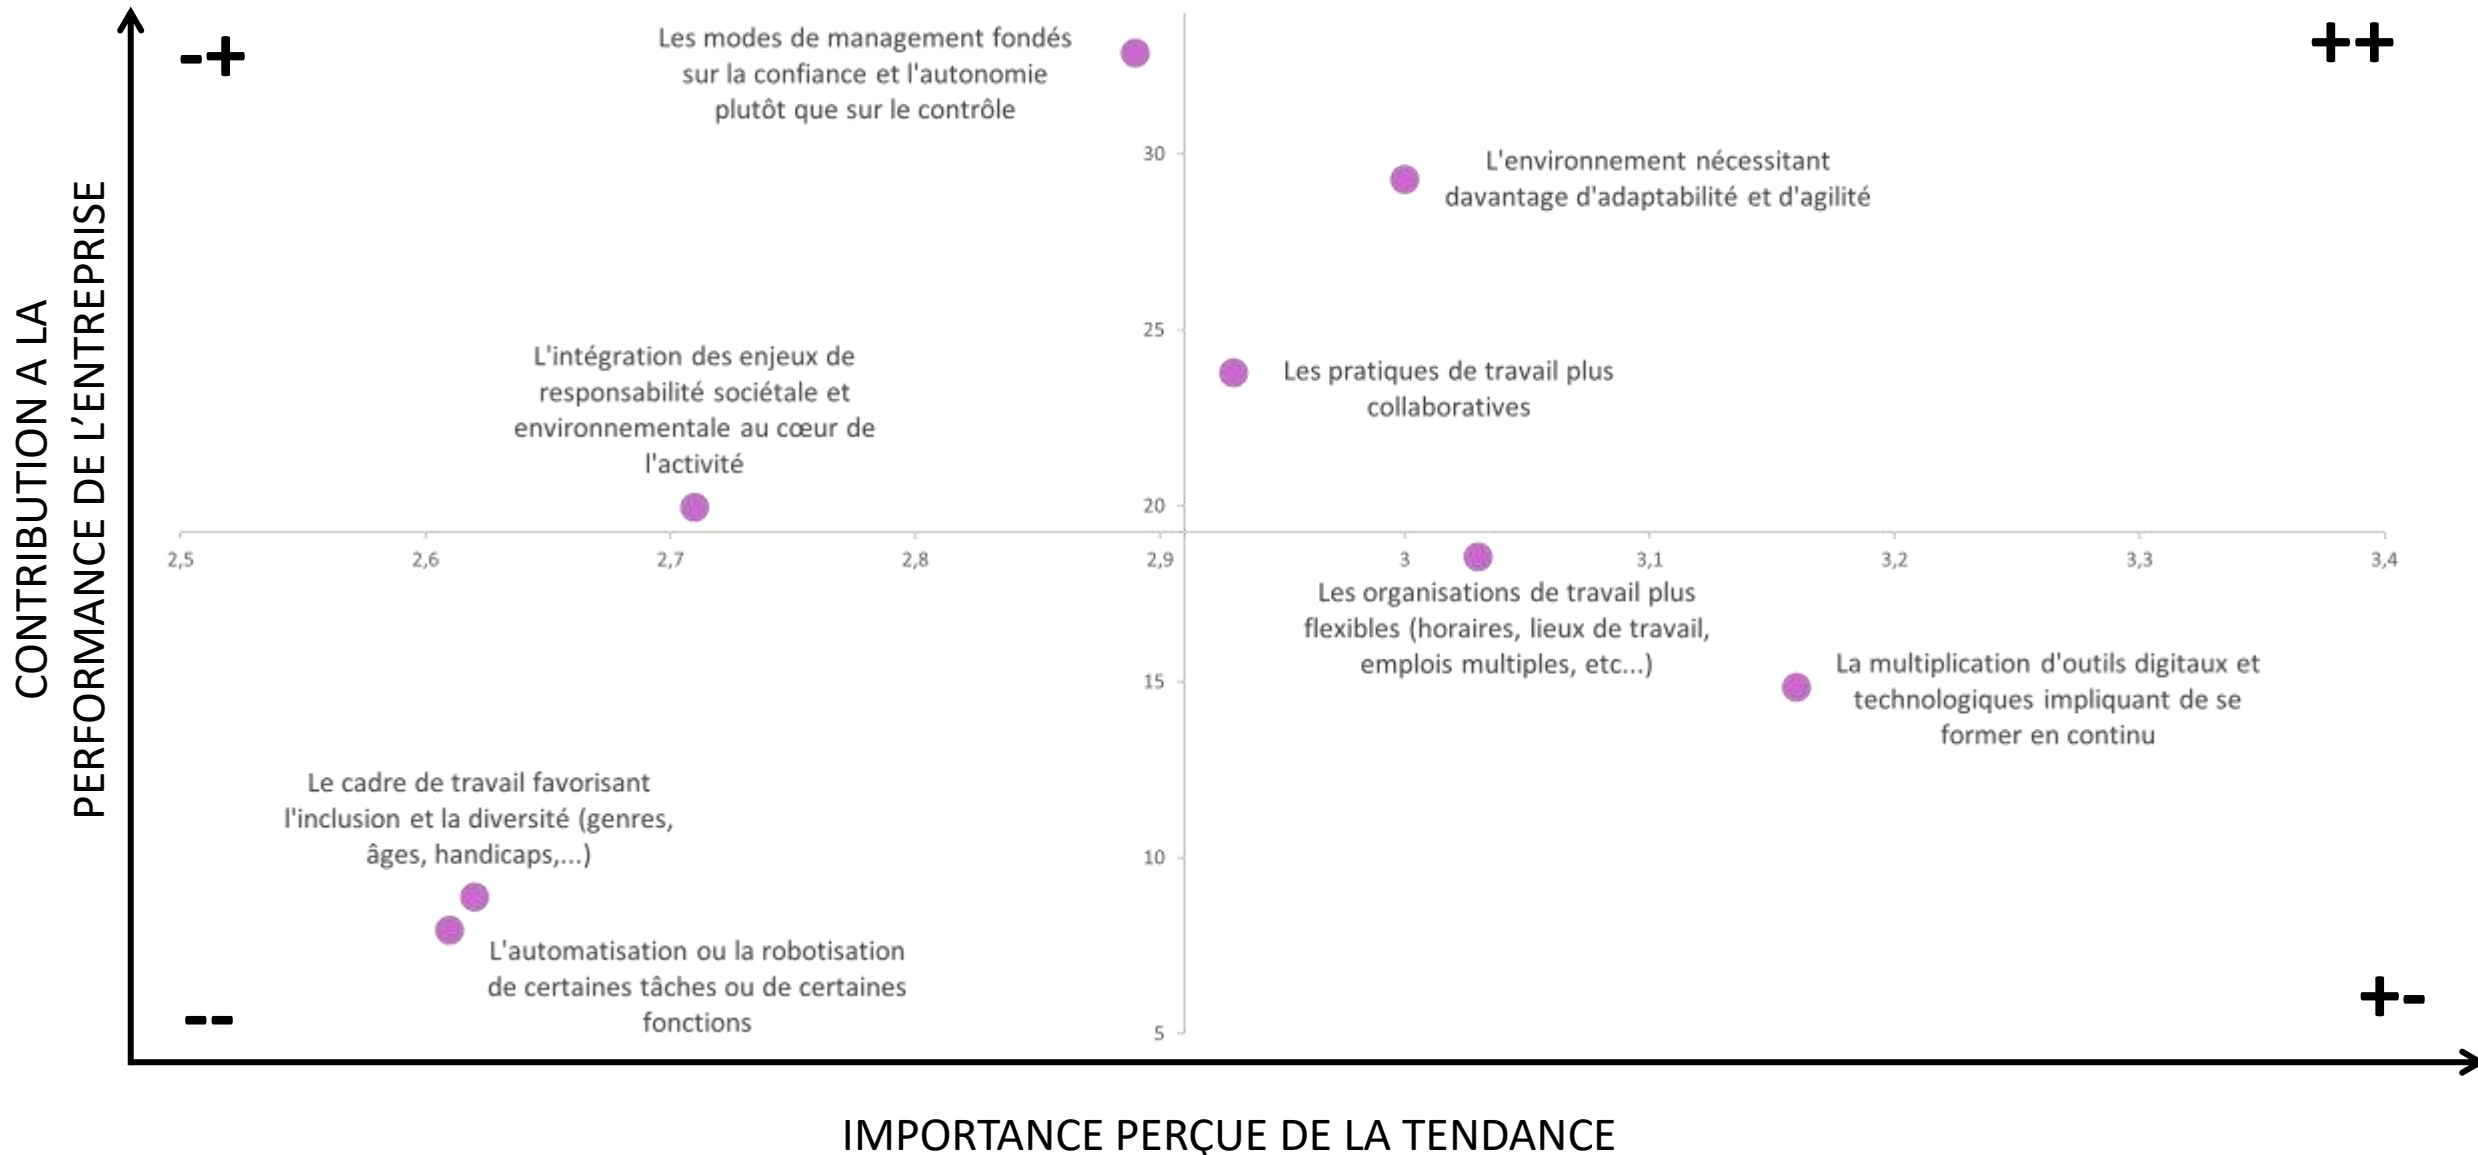 CONTRIBUTION A LA
PERFORMANCE DE L’ENTREPRISE
-+
++
Les modes de management fondés
sur la confiance et l'autonomie
plutôt que sur le contrôle
30
L'environnement nécessitant
davantage d'adaptabilité et d'agilité
25
Les pratiques de travail plus
collaboratives
L'intégration des enjeux de
responsabilité sociétale et
environnementale au cœur de
l'activité
20
2,5 2,6 2,7 2,8 2,9 3 3,1 3,2 3,3 3,4
Les organisations de travail plus
flexibles (horaires, lieux de travail,
emplois multiples, etc...)
15
La multiplication d'outils digitaux et
technologiques impliquant de se
former en continu
Le cadre de travail favorisant
l'inclusion et la diversité (genres,
âges, handicaps,...)
10
L'automatisation ou la robotisation
de certaines tâches ou de certaines
fonctions
5
--
+-
IMPORTANCE PERÇUE DE LA TENDANCE